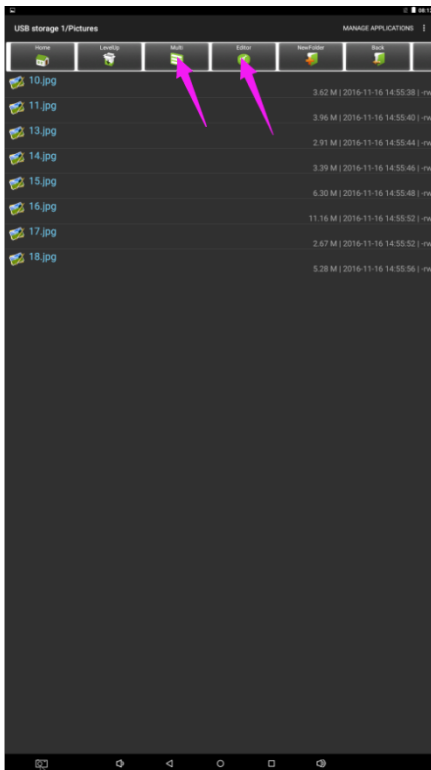 08:12
USB storage 1/Pictures MANAGE APPLICATIONS
Home LevelUp Multi Editor NewFolder Back
10.jpg
3.62 M | 2016-11-16 14:55:38 | -rw
11.jpg
3.96 M | 2016-11-16 14:55:40 | -rw
13.jpg
2.91 M | 2016-11-16 14:55:44 | -rw
14.jpg
3.39 M | 2016-11-16 14:55:46 | -rw
15.jpg
6.30 M | 2016-11-16 14:55:48 | -rw
16.jpg
11.16 M | 2016-11-16 14:55:52 | -rw
17.jpg
2.67 M | 2016-11-16 14:55:52 | -rw
18.jpg
5.28 M | 2016-11-16 14:55:56 | -rw